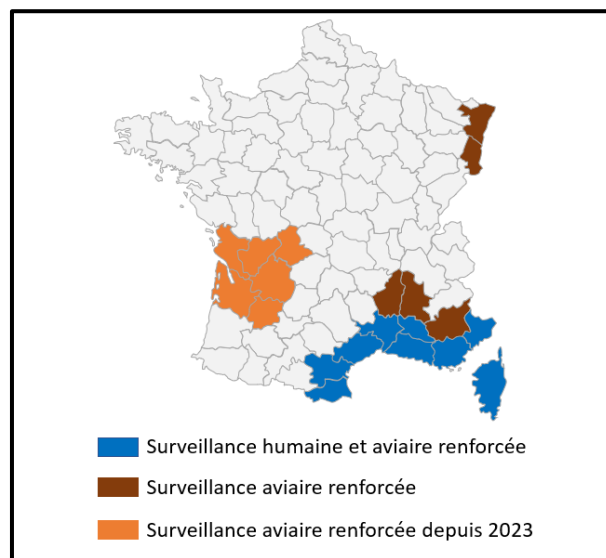 Surveillance humaine et aviaire renforcée
Surveillance aviaire renforcée
Surveillance aviaire renforcée depuis 2023